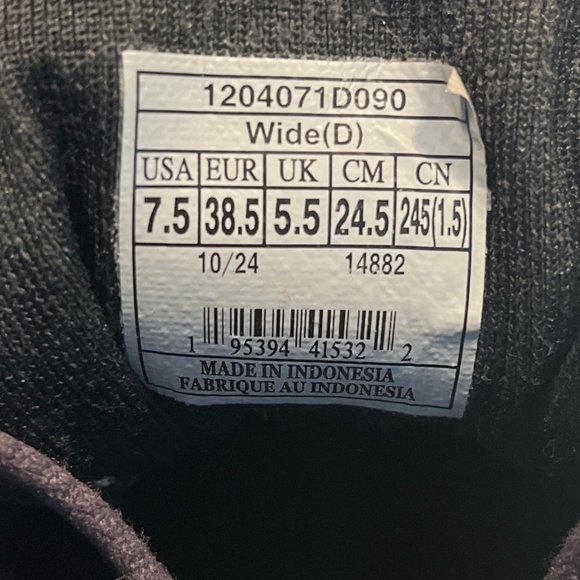 1204071D090
Wide(D)
USA EUR UK CM CN
7.5 38.5 5.5 24.5 245(1.5)
10/24 14882
1 95394 41532 2
MADE IN INDONESIA
FABRIQUE AU INDONESIA